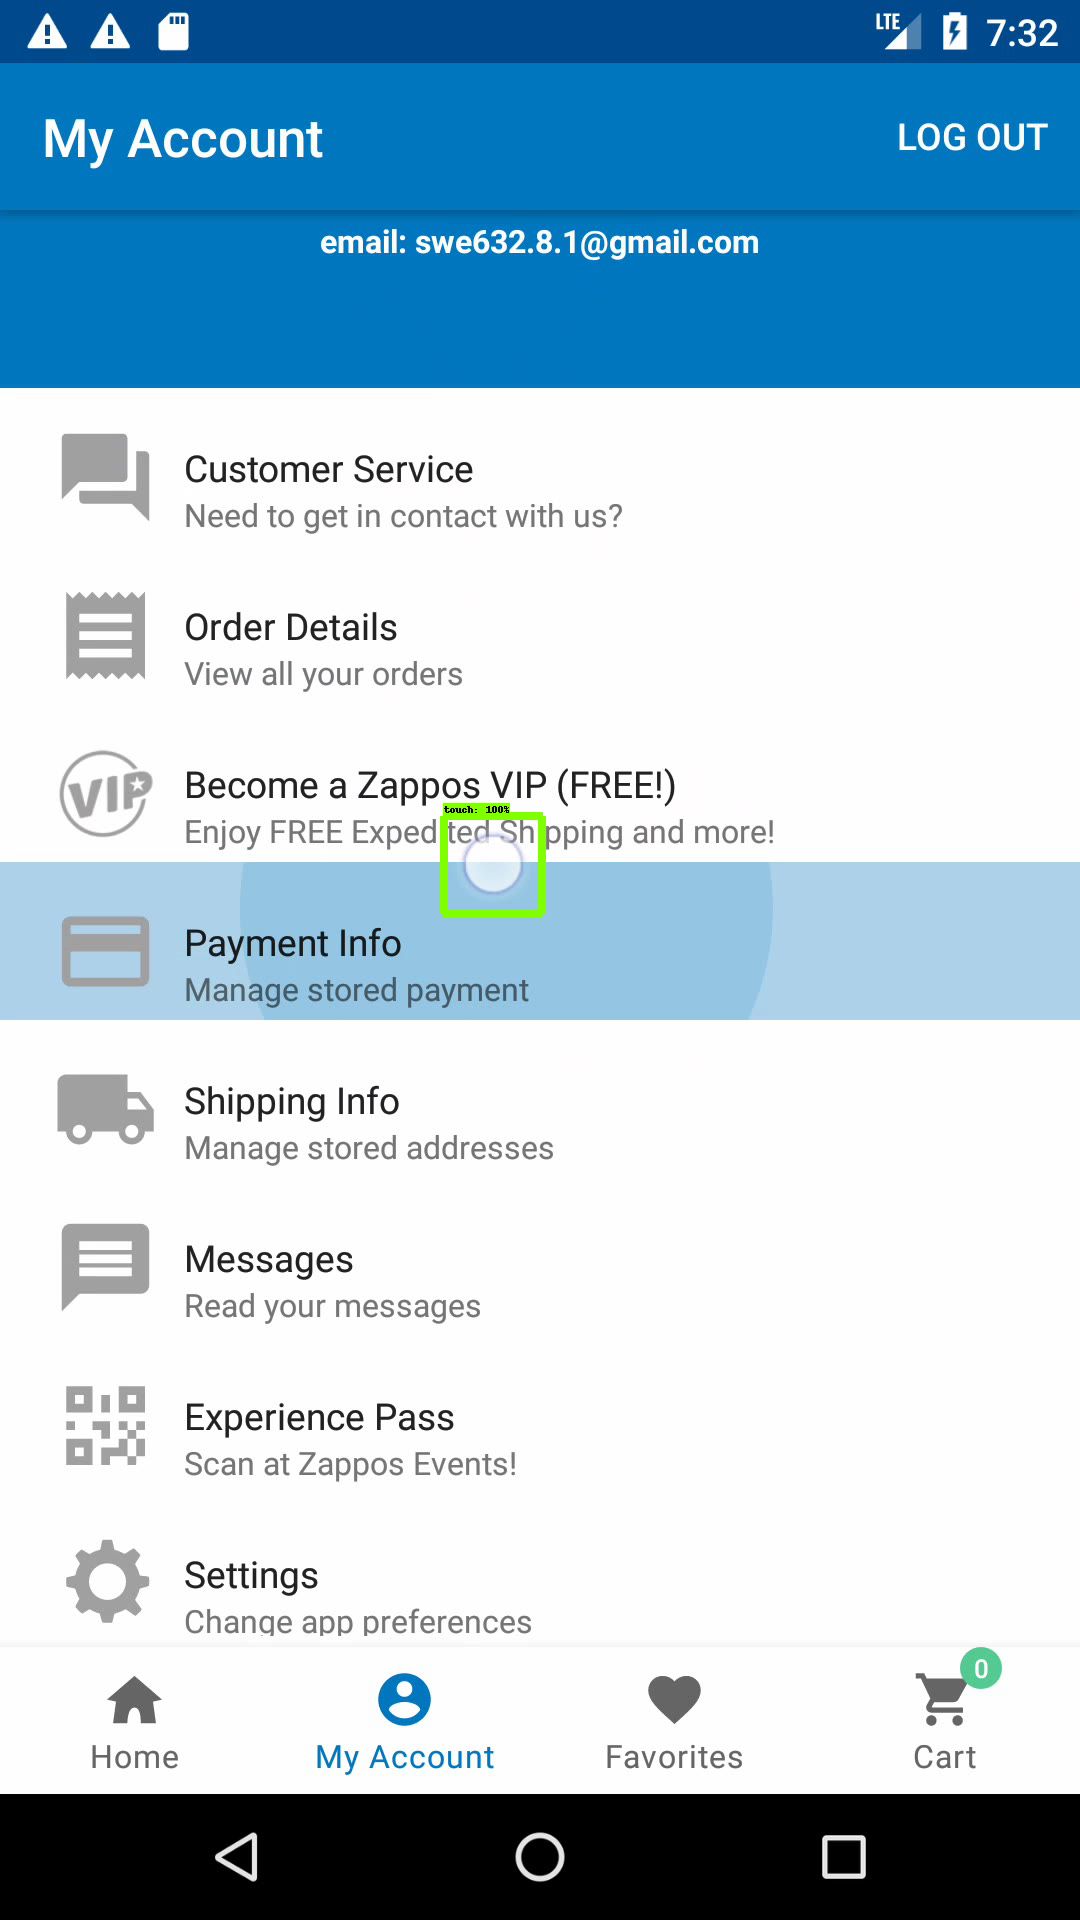 LTE 7:32
My Account LOG OUT
email: swe632.8.1@gmail.com
Customer Service
Need to get in contact with us?
Order Details
View all your orders
VIP
Become a Zappos VIP (FREE!)
touch: 100%
Enjoy FREE Expedited Shipping and more!
Payment Info
Manage stored payment
Shipping Info
Manage stored addresses
Messages
Read your messages
Experience Pass
Scan at Zappos Events!
Settings
Change app preferences
0
Home My Account Favorites Cart